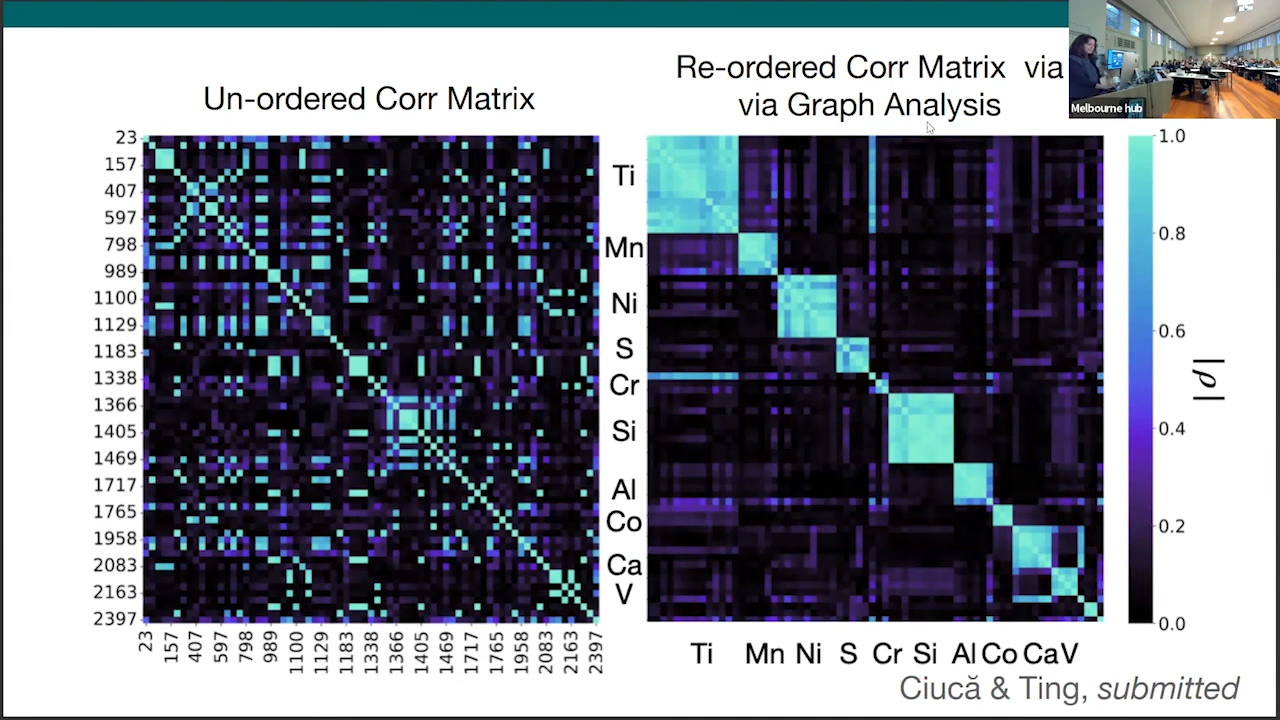 Un-ordered Corr Matrix
Re-ordered Corr Matrix via
via Graph Analysis
Melbourne hub
23
157
407
597
798
989
1100
1129
1183
1338
1366
1405
1469
1717
1765
1958
2083
2163
2397
23
157
407
597
798
989
1100
1129
1183
1338
1366
1405
1469
1717
1765
1958
2083
2163
2397
Ti
Mn
Ni
S
Cr
Si
Al
Co
Ca
V
Ti Mn Ni S Cr Si Al Co Ca V
1.0
0.8
0.6
0.4
0.2
0.0
|ρ|
Ciucă & Ting, submitted